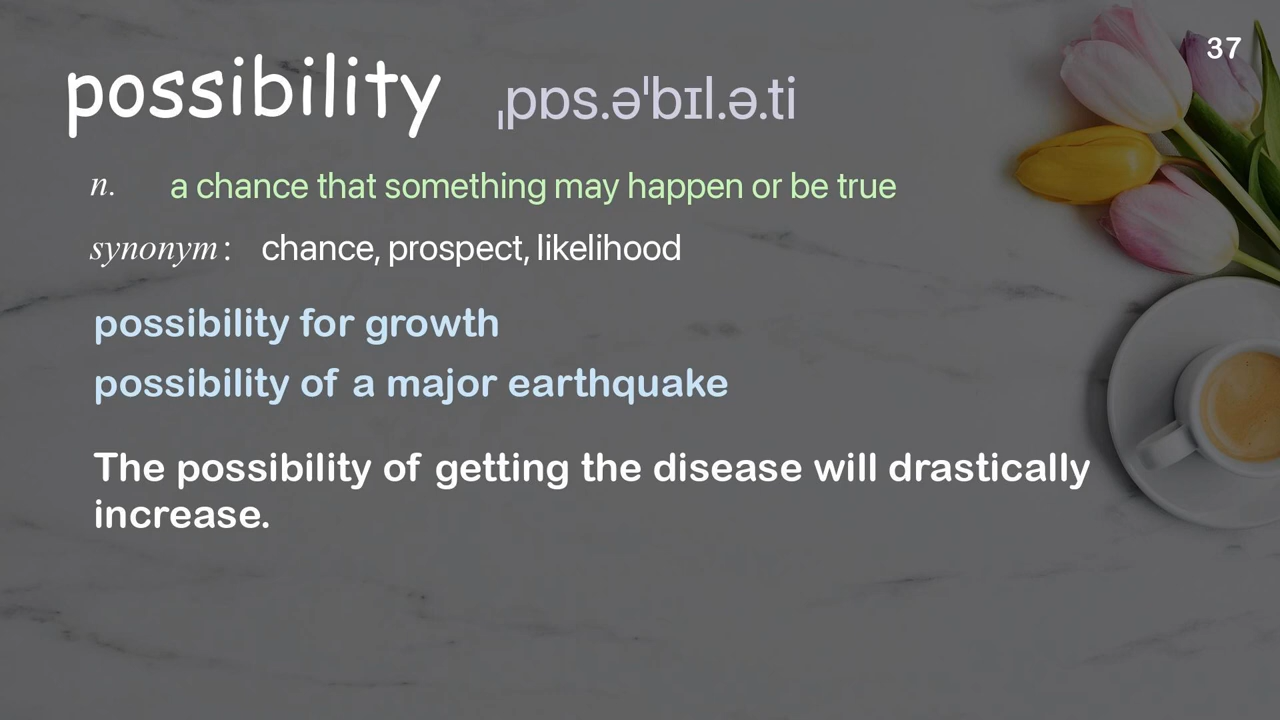 37
possibility ˌpɒs.əˈbɪl.ə.ti
n. a chance that something may happen or be true
synonym : chance, prospect, likelihood
possibility for growth
possibility of a major earthquake
The possibility of getting the disease will drastically
increase.